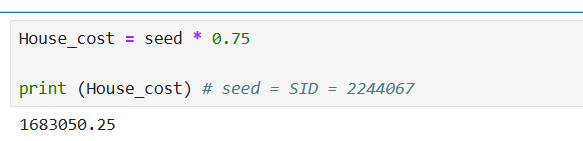 House_cost = seed * 0.75
print (House_cost) # seed = SID = 2244067
1683050.25